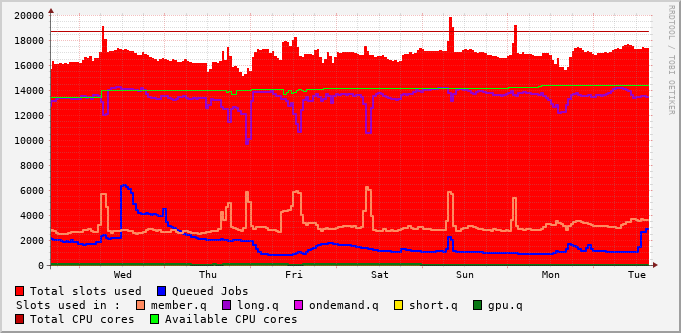 20000
18000
16000
14000
12000
10000
8000
6000
4000
2000
0
Wed Thu Fri Sat Sun Mon Tue
RRDTOOL / TOBI OETIKER
Total slots used Queued Jobs
Slots used in : member.q long.q ondemand.q short.q gpu.q
Total CPU cores Available CPU cores